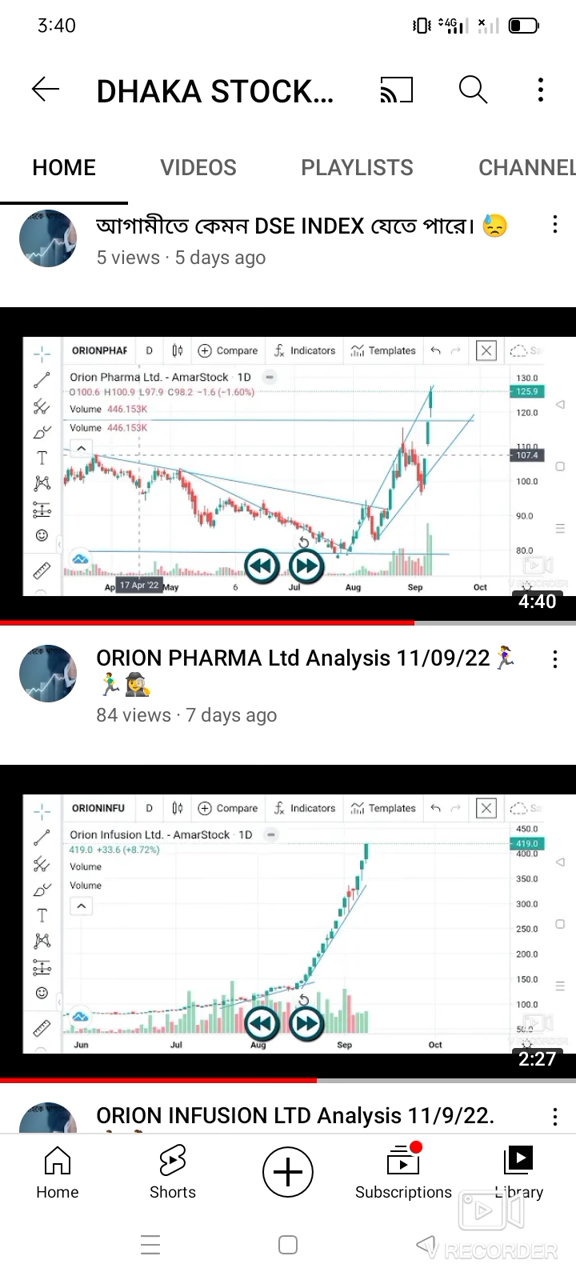 3:40
4G
DHAKA STOCK...
HOME VIDEOS PLAYLISTS CHANNEL
আগামীতে কেমন DSE INDEX যেতে পারে। 😓
5 views · 5 days ago
ORIONPHAR D Compare Indicators Templates
Orion Pharma Ltd. - AmarStock 1D
O100.6 H100.9 L97.9 C98.2 −1.6 (−1.60%)
Volume 446.153K
Volume 446.153K
130.0
125.9
120.0
110.0
107.4
100.0
90.0
80.0
Ap 17 Apr '22 May 6 Jul Aug Sep Oct
4:40
ORION PHARMA Ltd Analysis 11/09/22🏃‍♀️
🏃‍♂️🕵️‍♀️
84 views · 7 days ago
ORIONINFU D Compare Indicators Templates
Orion Infusion Ltd. - AmarStock 1D
419.0 +33.6 (+8.72%)
Volume
Volume
450.0
419.0
400.0
350.0
300.0
250.0
200.0
150.0
100.0
50.0
Jun Jul Aug Sep Oct
2:27
ORION INFUSION LTD Analysis 11/9/22.
Home Shorts Subscriptions Library
V RECORDER